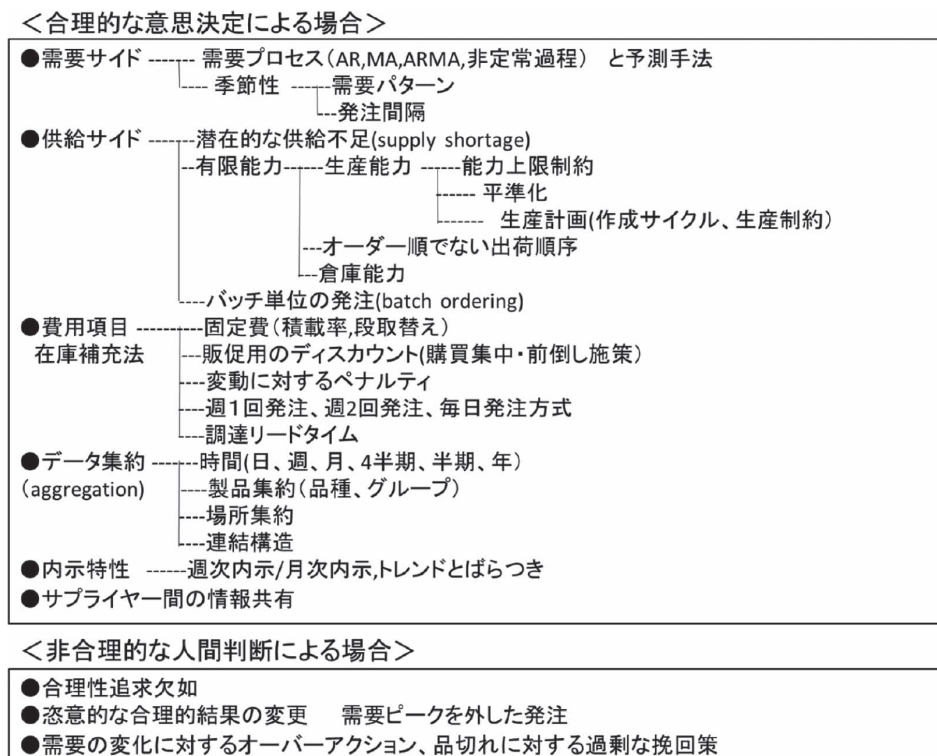 ＜合理的な意思決定による場合＞
●需要サイド ------- 需要プロセス（AR,MA,ARMA,非定常過程） と予測手法
---- 季節性 -------需要パターン
---発注間隔
●供給サイド -------潜在的な供給不足(supply shortage)
--有限能力------生産能力 -----能力上限制約
------ 平準化
------- 生産計画(作成サイクル、生産制約）
---オーダー順でない出荷順序
---倉庫能力
----バッチ単位の発注(batch ordering)
●費用項目 ----------固定費（積載率,段取替え）
在庫補充法 ----販促用のディスカウント(購買集中・前倒し施策）
----変動に対するペナルティ
----週１回発注、週2回発注、毎日発注方式
----調達リードタイム
●データ集約 -------時間(日、週、月、4半期、半期、年）
（aggregation) ----製品集約（品種、グループ）
----場所集約
----連結構造
●内示特性 ------週次内示/月次内示,トレンドとばらつき
●サプライヤー間の情報共有
＜非合理的な人間判断による場合＞
●合理性追求欠如
●恣意的な合理的結果の変更 需要ピークを外した発注
●需要の変化に対するオーバーアクション、品切れに対する過剰な挽回策